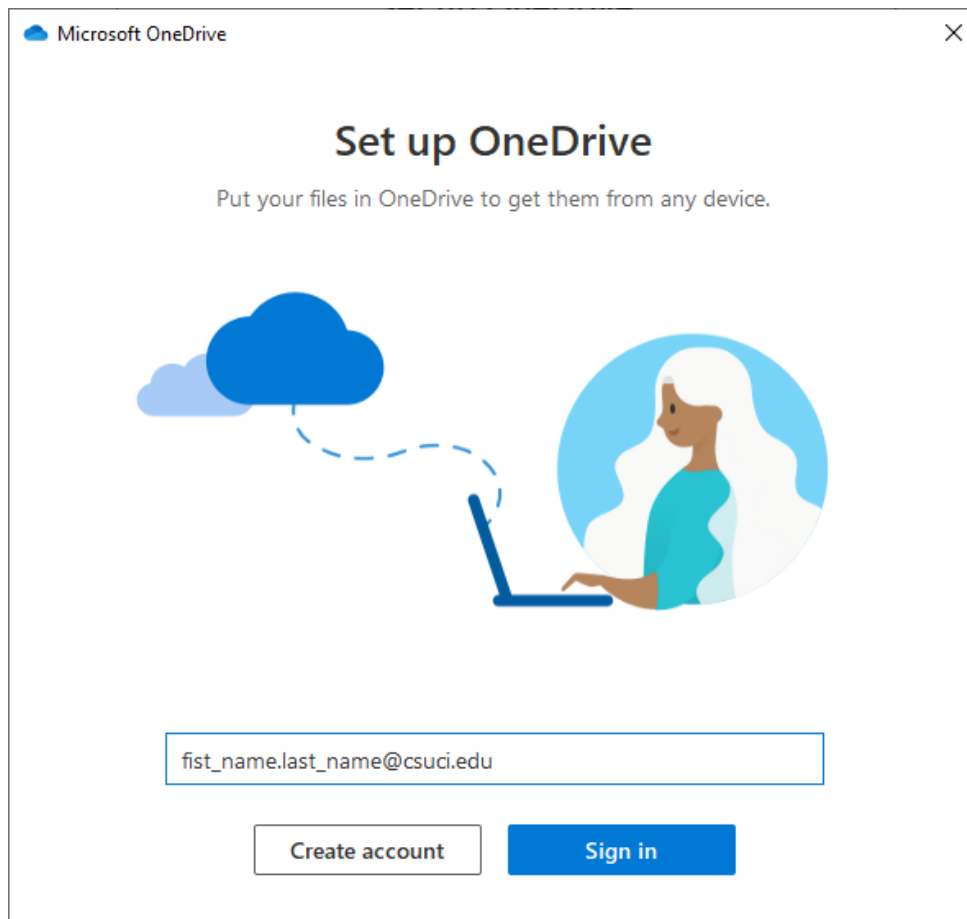 Microsoft OneDrive
Set up OneDrive
Put your files in OneDrive to get them from any device.
fist_name.last_name@csuci.edu
Create account
Sign in